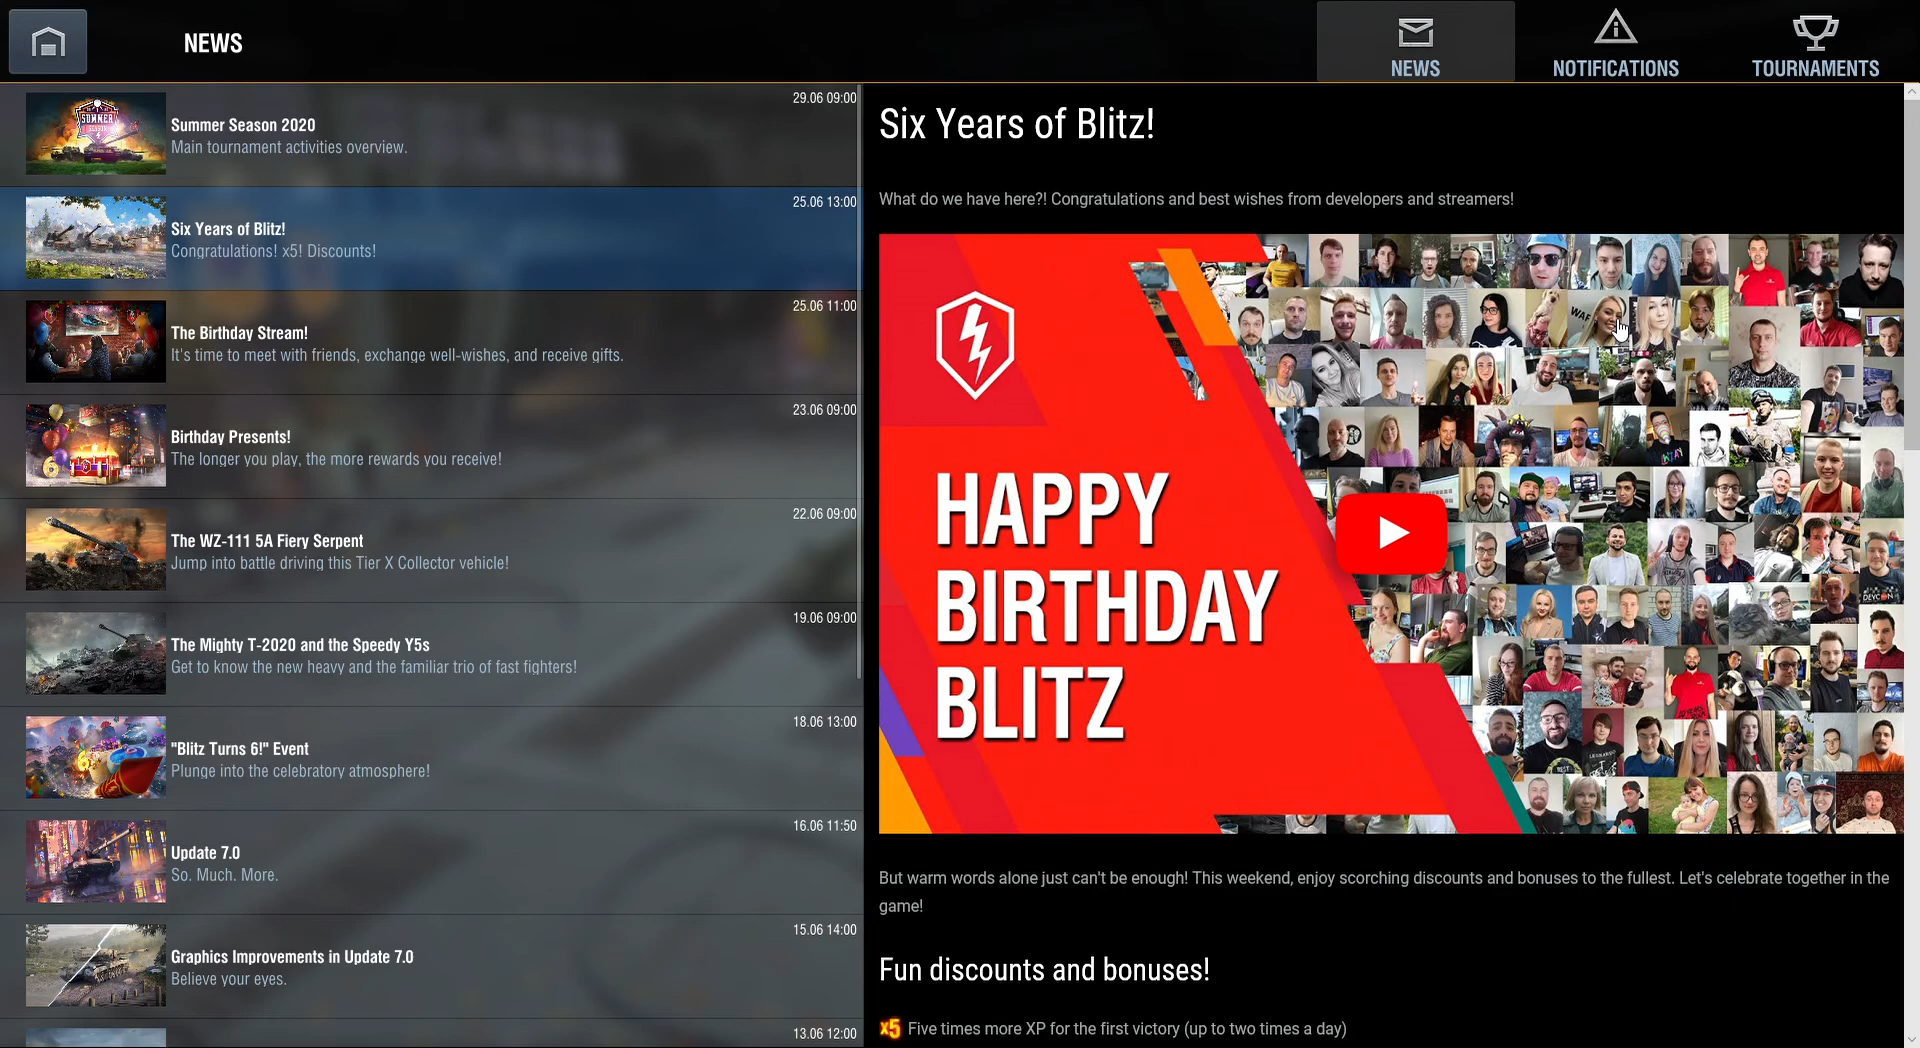 NEWS
NEWS
NOTIFICATIONS
TOURNAMENTS
29.06 09:00
Summer Season 2020
Main tournament activities overview.
25.06 13:00
Six Years of Blitz!
Congratulations! x5! Discounts!
25.06 11:00
The Birthday Stream!
It's time to meet with friends, exchange well-wishes, and receive gifts.
23.06 09:00
Birthday Presents!
The longer you play, the more rewards you receive!
22.06 09:00
The WZ-111 5A Fiery Serpent
Jump into battle driving this Tier X Collector vehicle!
19.06 09:00
The Mighty T-2020 and the Speedy Y5s
Get to know the new heavy and the familiar trio of fast fighters!
18.06 13:00
"Blitz Turns 6!" Event
Plunge into the celebratory atmosphere!
16.06 11:50
Update 7.0
So. Much. More.
15.06 14:00
Graphics Improvements in Update 7.0
Believe your eyes.
13.06 12:00
Six Years of Blitz!
What do we have here?! Congratulations and best wishes from developers and streamers!
WAF
HAPPY
BIRTHDAY
BLITZ
But warm words alone just can't be enough! This weekend, enjoy scorching discounts and bonuses to the fullest. Let's celebrate together in the
game!
Fun discounts and bonuses!
x5 Five times more XP for the first victory (up to two times a day)